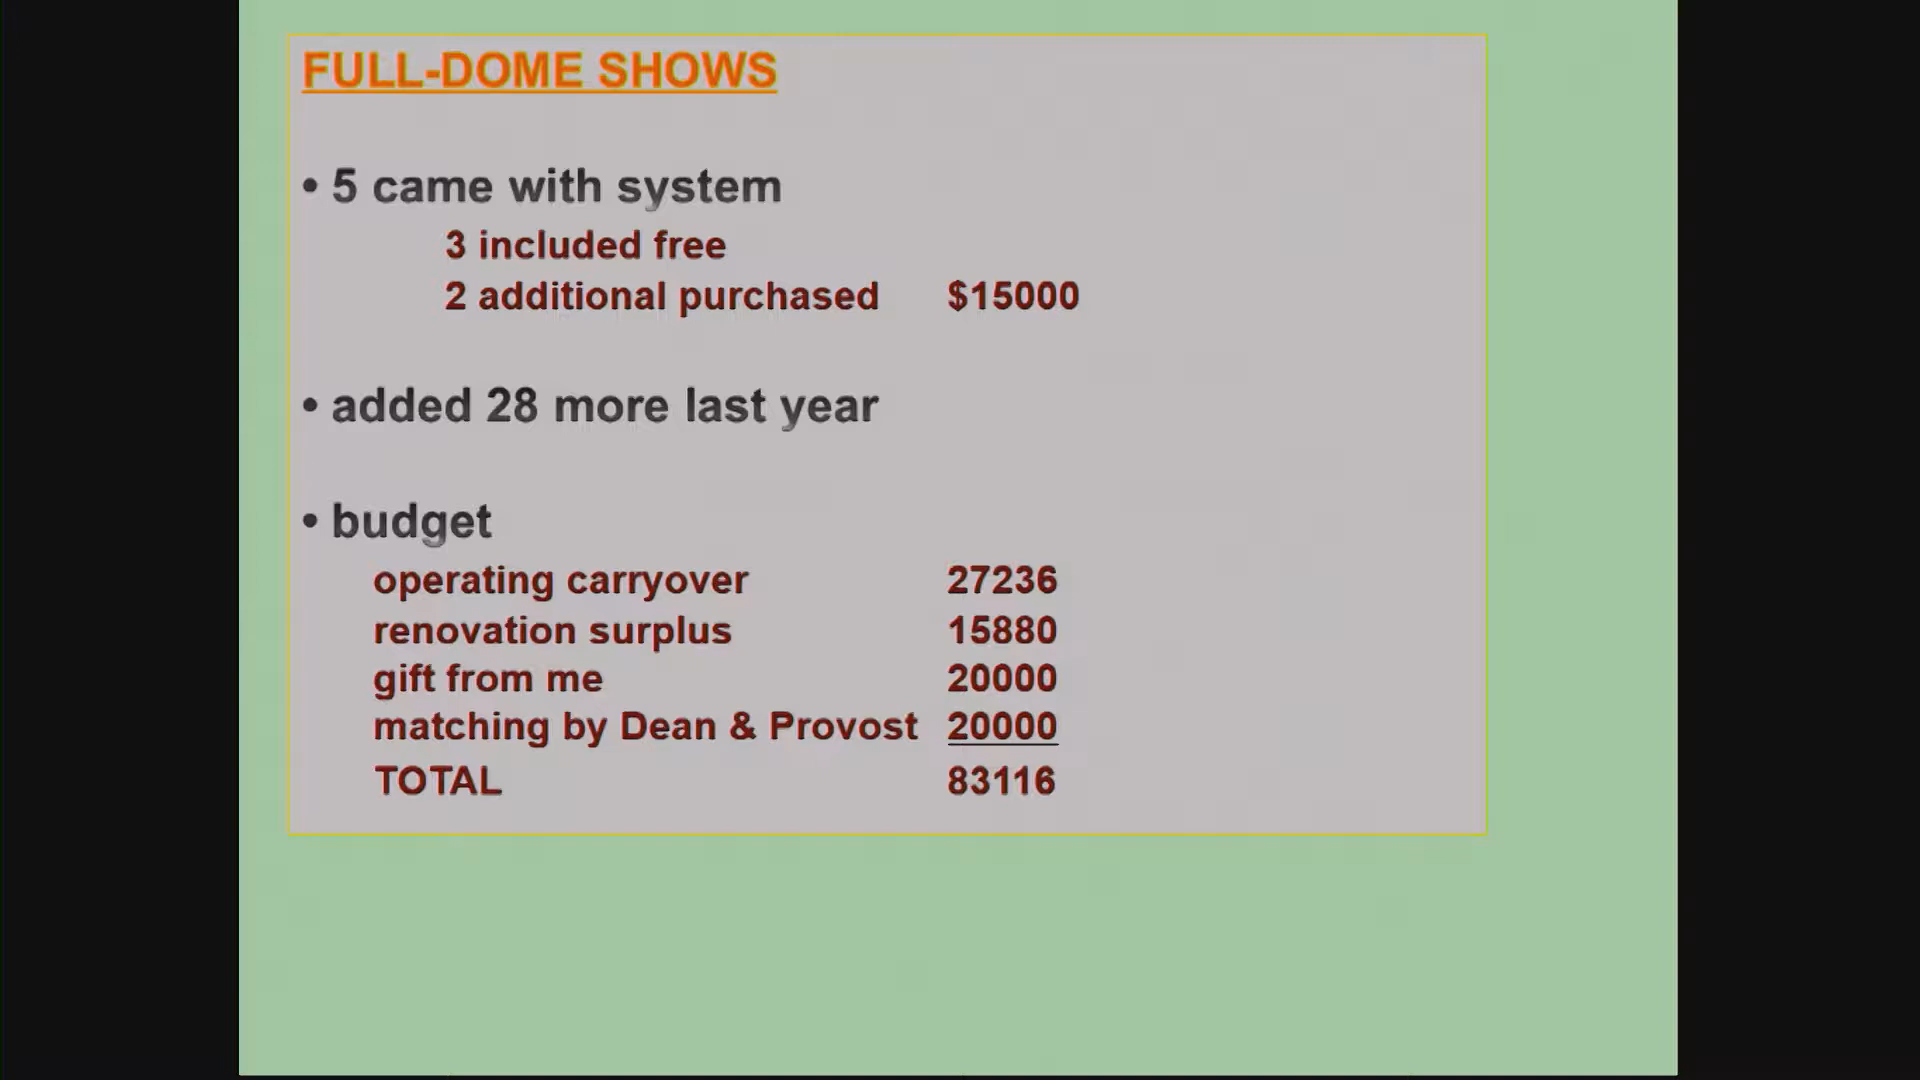 FULL-DOME SHOWS
• 5 came with system
3 included free
2 additional purchased $15000
• added 28 more last year
• budget
operating carryover 27236
renovation surplus 15880
gift from me 20000
matching by Dean & Provost 20000
TOTAL 83116